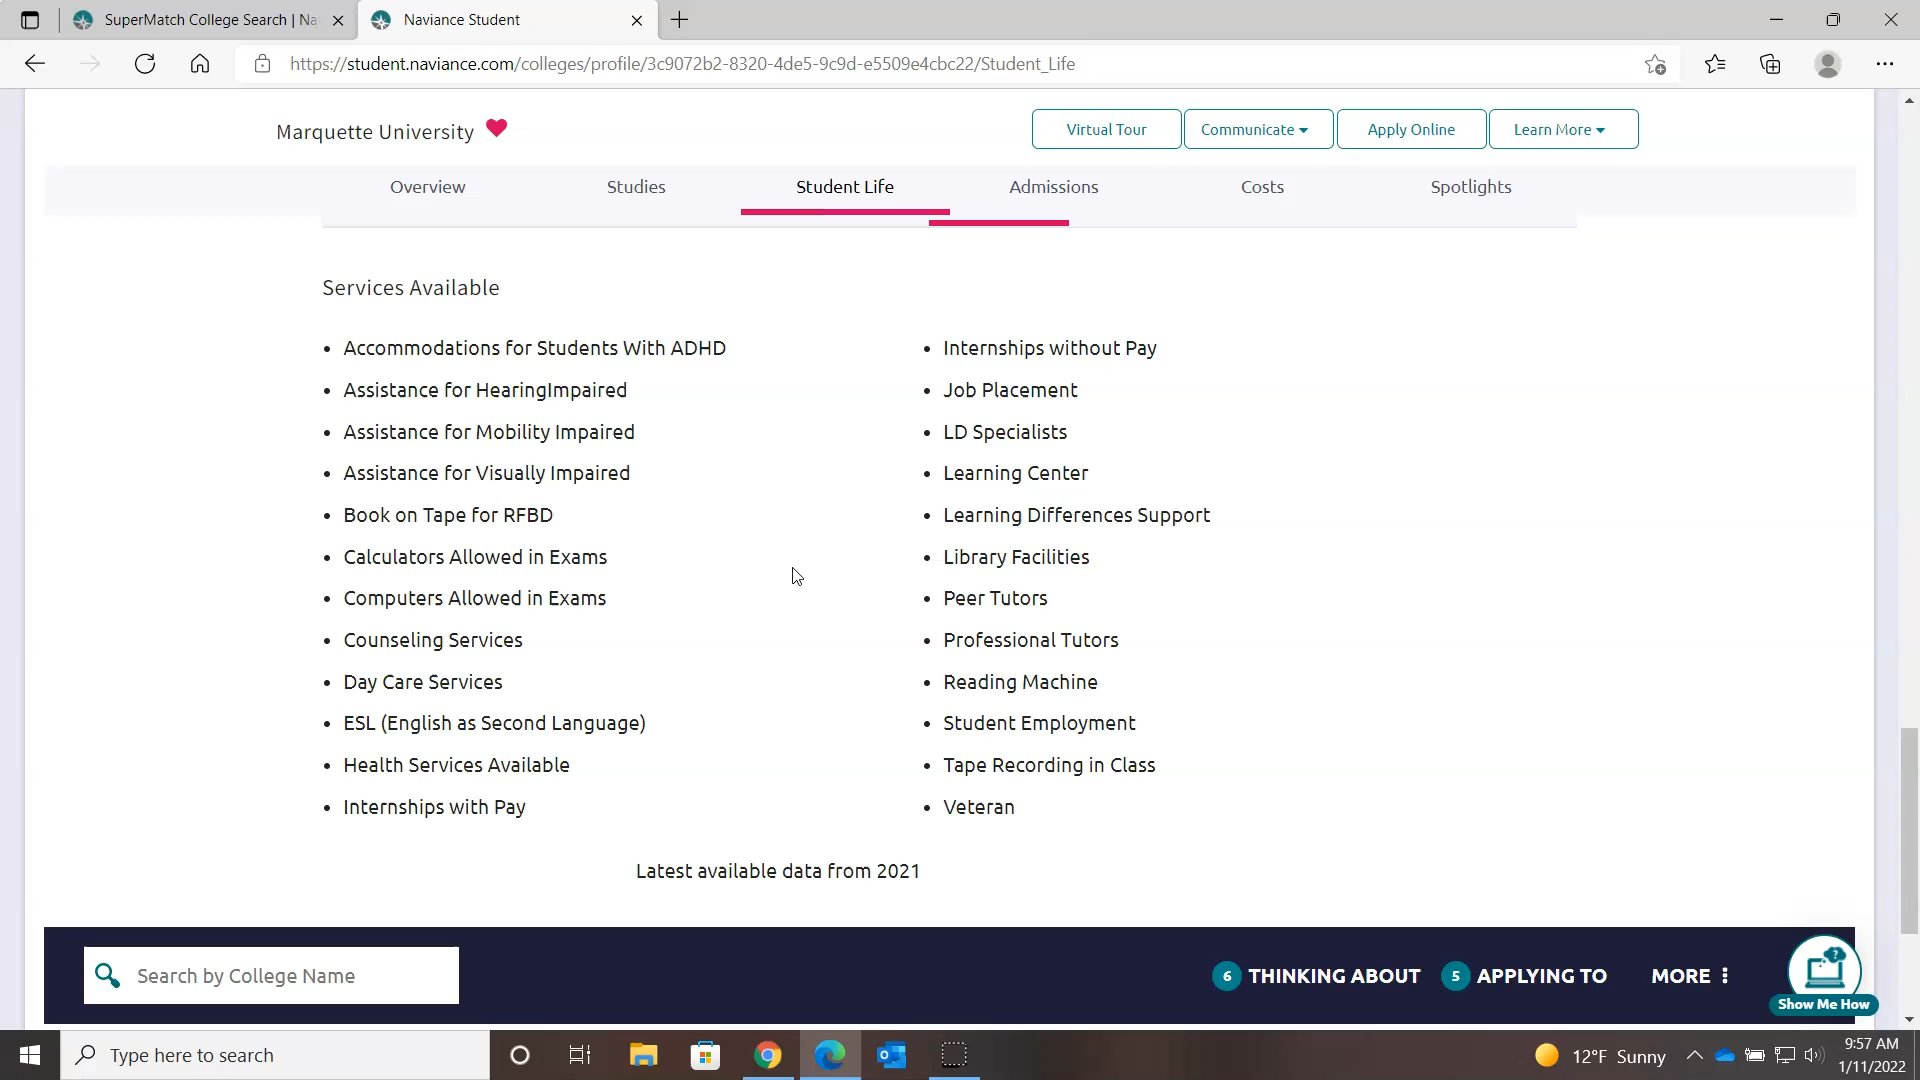 SuperMatch College Search | Na
Naviance Student
https://student.naviance.com/colleges/profile/3c9072b2-8320-4de5-9c9d-e5509e4cbc22/Student_Life
Marquette University
Virtual Tour
Communicate
Apply Online
Learn More
Overview
Studies
Student Life
Admissions
Costs
Spotlights
Services Available
Accommodations for Students With ADHD
Assistance for HearingImpaired
Assistance for Mobility Impaired
Assistance for Visually Impaired
Book on Tape for RFBD
Calculators Allowed in Exams
Computers Allowed in Exams
Counseling Services
Day Care Services
ESL (English as Second Language)
Health Services Available
Internships with Pay
Internships without Pay
Job Placement
LD Specialists
Learning Center
Learning Differences Support
Library Facilities
Peer Tutors
Professional Tutors
Reading Machine
Student Employment
Tape Recording in Class
Veteran
Latest available data from 2021
Search by College Name
6 THINKING ABOUT
5 APPLYING TO
MORE
Show Me How
Type here to search
12°F Sunny
9:57 AM
1/11/2022